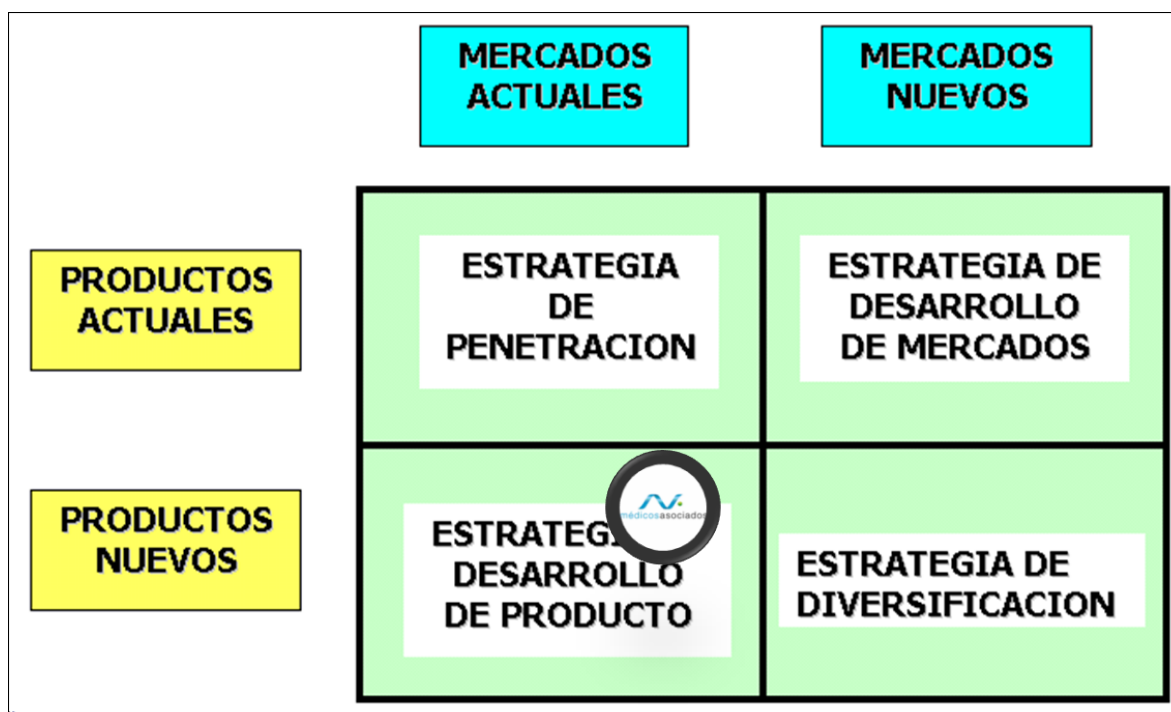 MERCADOS
ACTUALES
MERCADOS
NUEVOS
PRODUCTOS
ACTUALES
ESTRATEGIA
DE
PENETRACION
ESTRATEGIA DE
DESARROLLO
DE MERCADOS
PRODUCTOS
NUEVOS
médicosasociados
DESARROLLO
DE PRODUCTO
ESTRATEGIA DE
DIVERSIFICACION